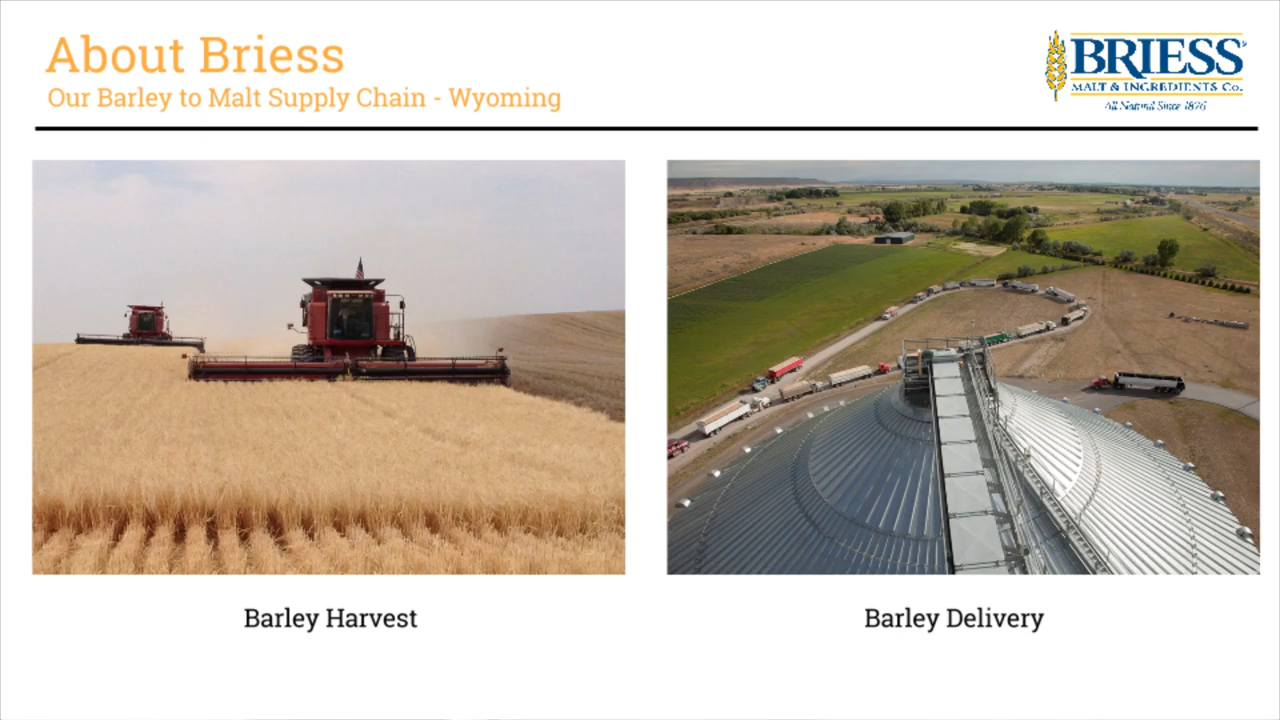 About Briess
Our Barley to Malt Supply Chain - Wyoming
BRIESS
MALT & INGREDIENTS Co.
All Natural Since 1876
Barley Harvest
Barley Delivery